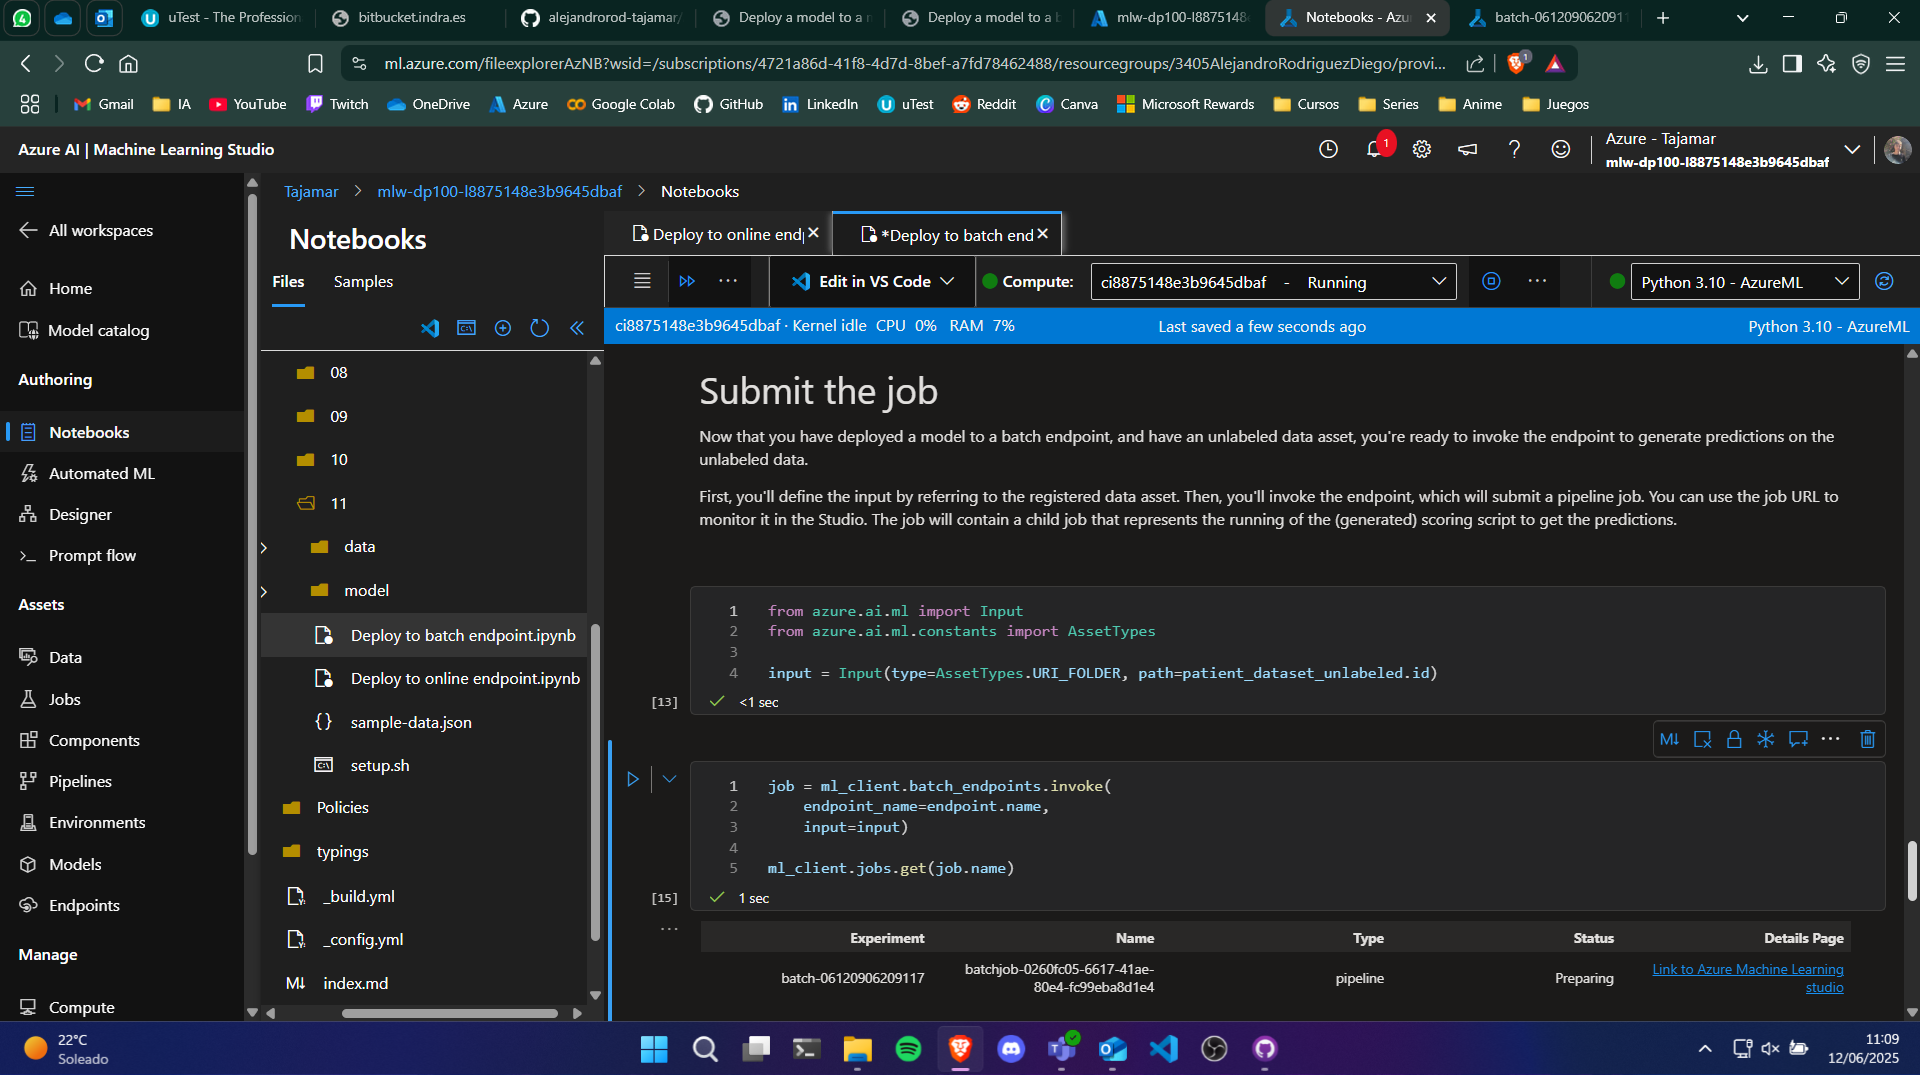 uTest - The Profession
bitbucket.indra.es
alejandrorod-tajamar/
Deploy a model to a m
Deploy a model to a b
mlw-dp100-l8875148
Notebooks - Azu
batch-0612090620911
ml.azure.com/fileexplorerAzNB?wsid=/subscriptions/4721a86d-41f8-4d7d-8bef-a7fd78462488/resourcegroups/3405AlejandroRodriguezDiego/provi...
1
Gmail
IA
YouTube
Twitch
OneDrive
Azure
Google Colab
GitHub
LinkedIn
uTest
Reddit
Canva
Microsoft Rewards
Cursos
Series
Anime
Juegos
Azure AI | Machine Learning Studio
1
Azure - Tajamar
mlw-dp100-l8875148e3b9645dbaf
Tajamar > mlw-dp100-l8875148e3b9645dbaf > Notebooks
All workspaces
Home
Model catalog
Authoring
Notebooks
Automated ML
Designer
Prompt flow
Assets
Data
Jobs
Components
Pipelines
Environments
Models
Endpoints
Manage
Compute
Notebooks
Files
Samples
08
09
10
11
data
model
Deploy to batch endpoint.ipynb
Deploy to online endpoint.ipynb
sample-data.json
setup.sh
Policies
typings
_build.yml
_config.yml
index.md
Deploy to online endp
*Deploy to batch end
Edit in VS Code
Compute:
ci8875148e3b9645dbaf - Running
Python 3.10 - AzureML
ci8875148e3b9645dbaf · Kernel idle CPU 0% RAM 7%
Last saved a few seconds ago
Python 3.10 - AzureML
Submit the job
Now that you have deployed a model to a batch endpoint, and have an unlabeled data asset, you're ready to invoke the endpoint to generate predictions on the
unlabeled data.
First, you'll define the input by referring to the registered data asset. Then, you'll invoke the endpoint, which will submit a pipeline job. You can use the job URL to
monitor it in the Studio. The job will contain a child job that represents the running of the (generated) scoring script to get the predictions.
1 from azure.ai.ml import Input
2 from azure.ai.ml.constants import AssetTypes
3
4 input = Input(type=AssetTypes.URI_FOLDER, path=patient_dataset_unlabeled.id)
[13]
<1 sec
1 job = ml_client.batch_endpoints.invoke(
2 endpoint_name=endpoint.name,
3 input=input)
4
5 ml_client.jobs.get(job.name)
[15]
1 sec
Experiment Name Type Status Details Page
batch-06120906209117
batchjob-0260fc05-6617-41ae-
80e4-fc99eba8d1e4
pipeline
Preparing
Link to Azure Machine Learning
studio
22°C
Soleado
11:09
12/06/2025